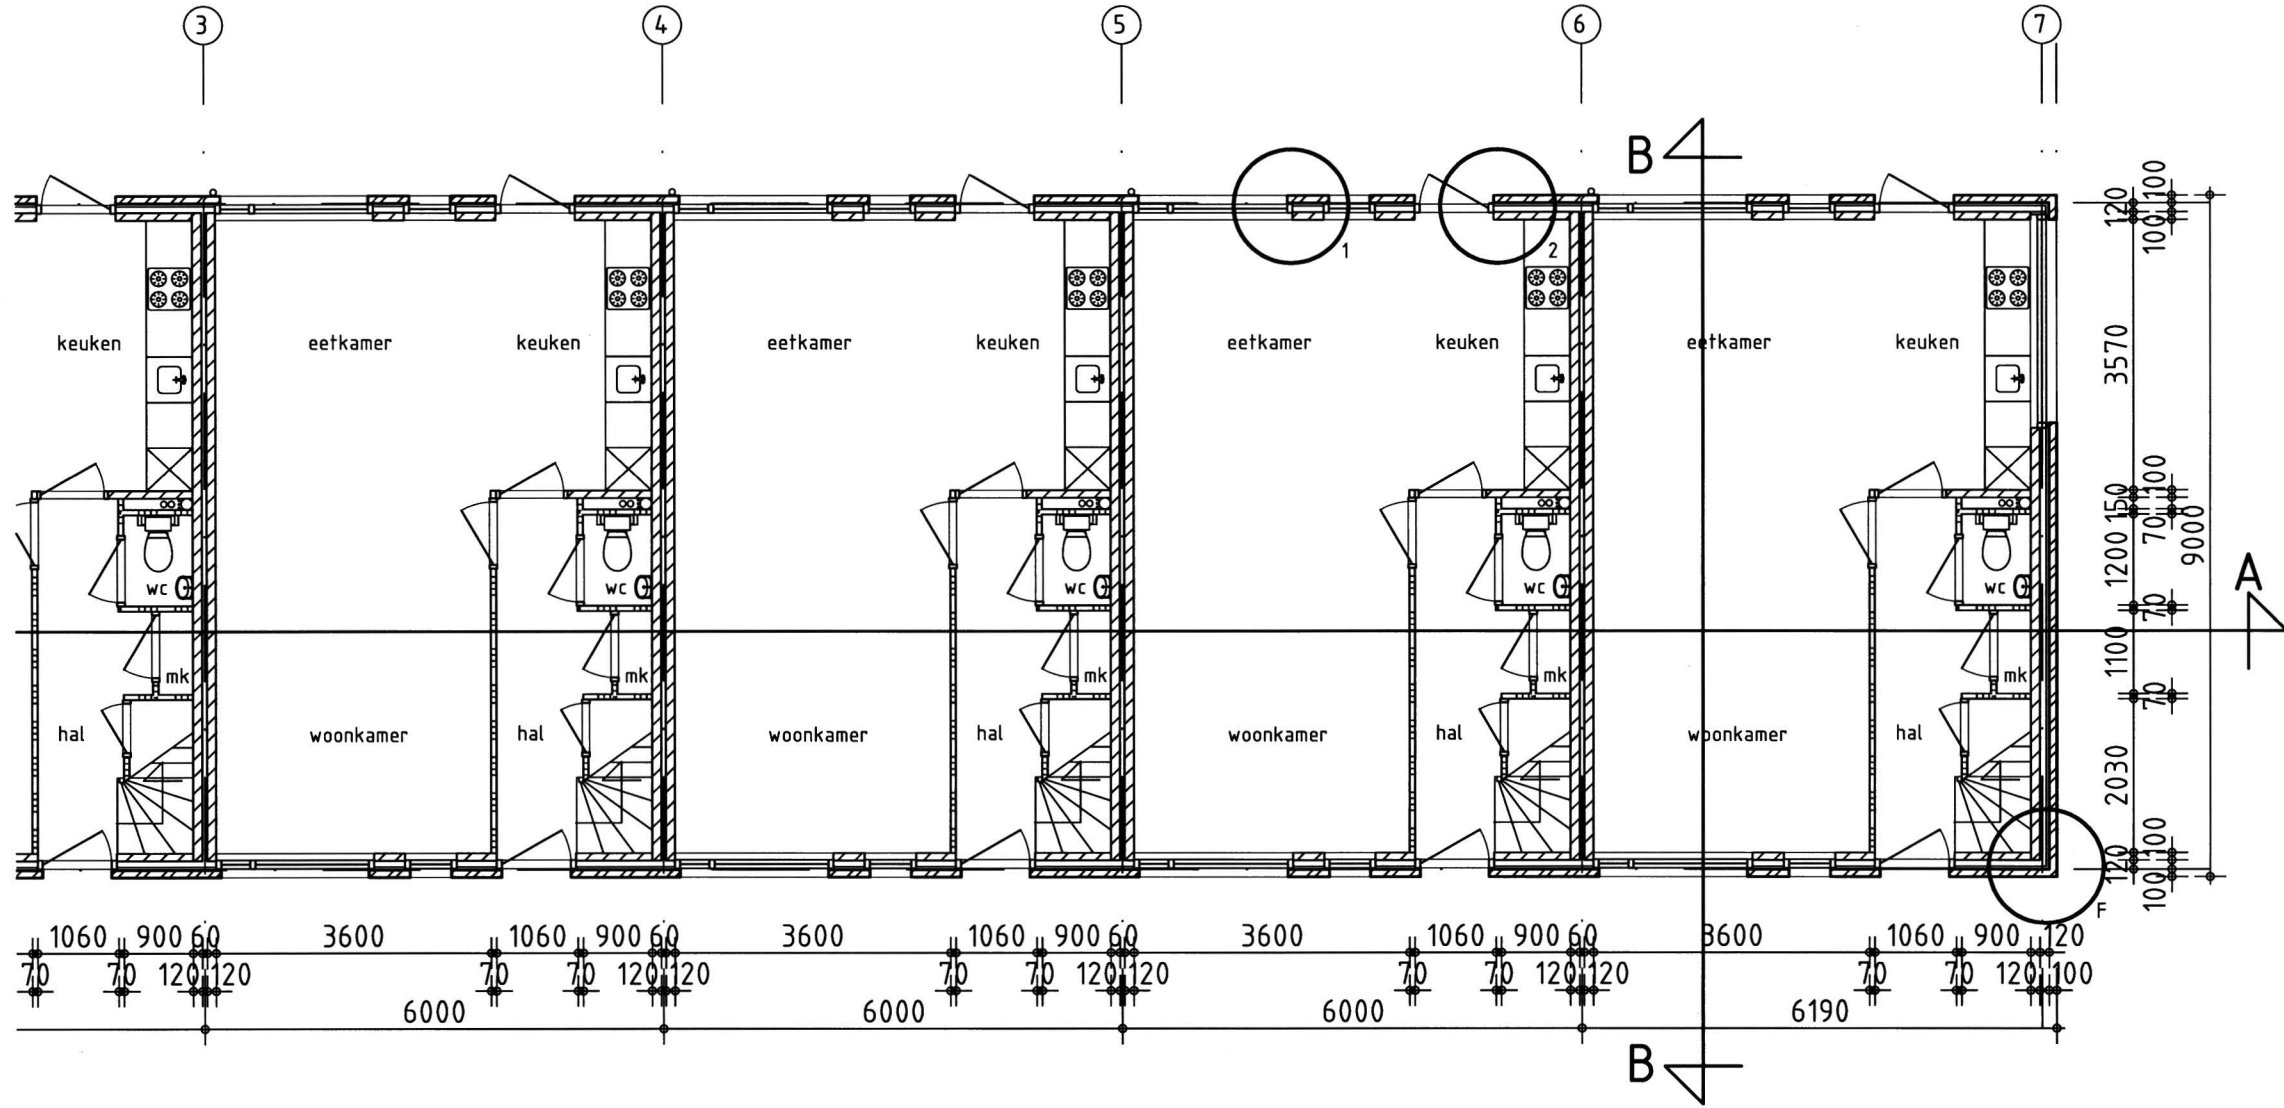 3 4 5 6 7
B
1 2
keuken eetkamer keuken eetkamer keuken eetkamer keuken eetkamer keuken
wc wc wc wc wc
A
mk mk mk mk mk
hal woonkamer hal woonkamer hal woonkamer hal woonkamer hal
F
1060 900 60 3600 1060 900 60 3600 1060 900 60 3600 1060 900 60 3600 1060 900 120
70 70 120 120 70 70 120 120 70 70 120 120 70 70 120 120 70 70 120 100
6000 6000 6000 6190
B
120 3570 150 1200 1100 2030 120
100 100 100 70 70 70 100 100
9000